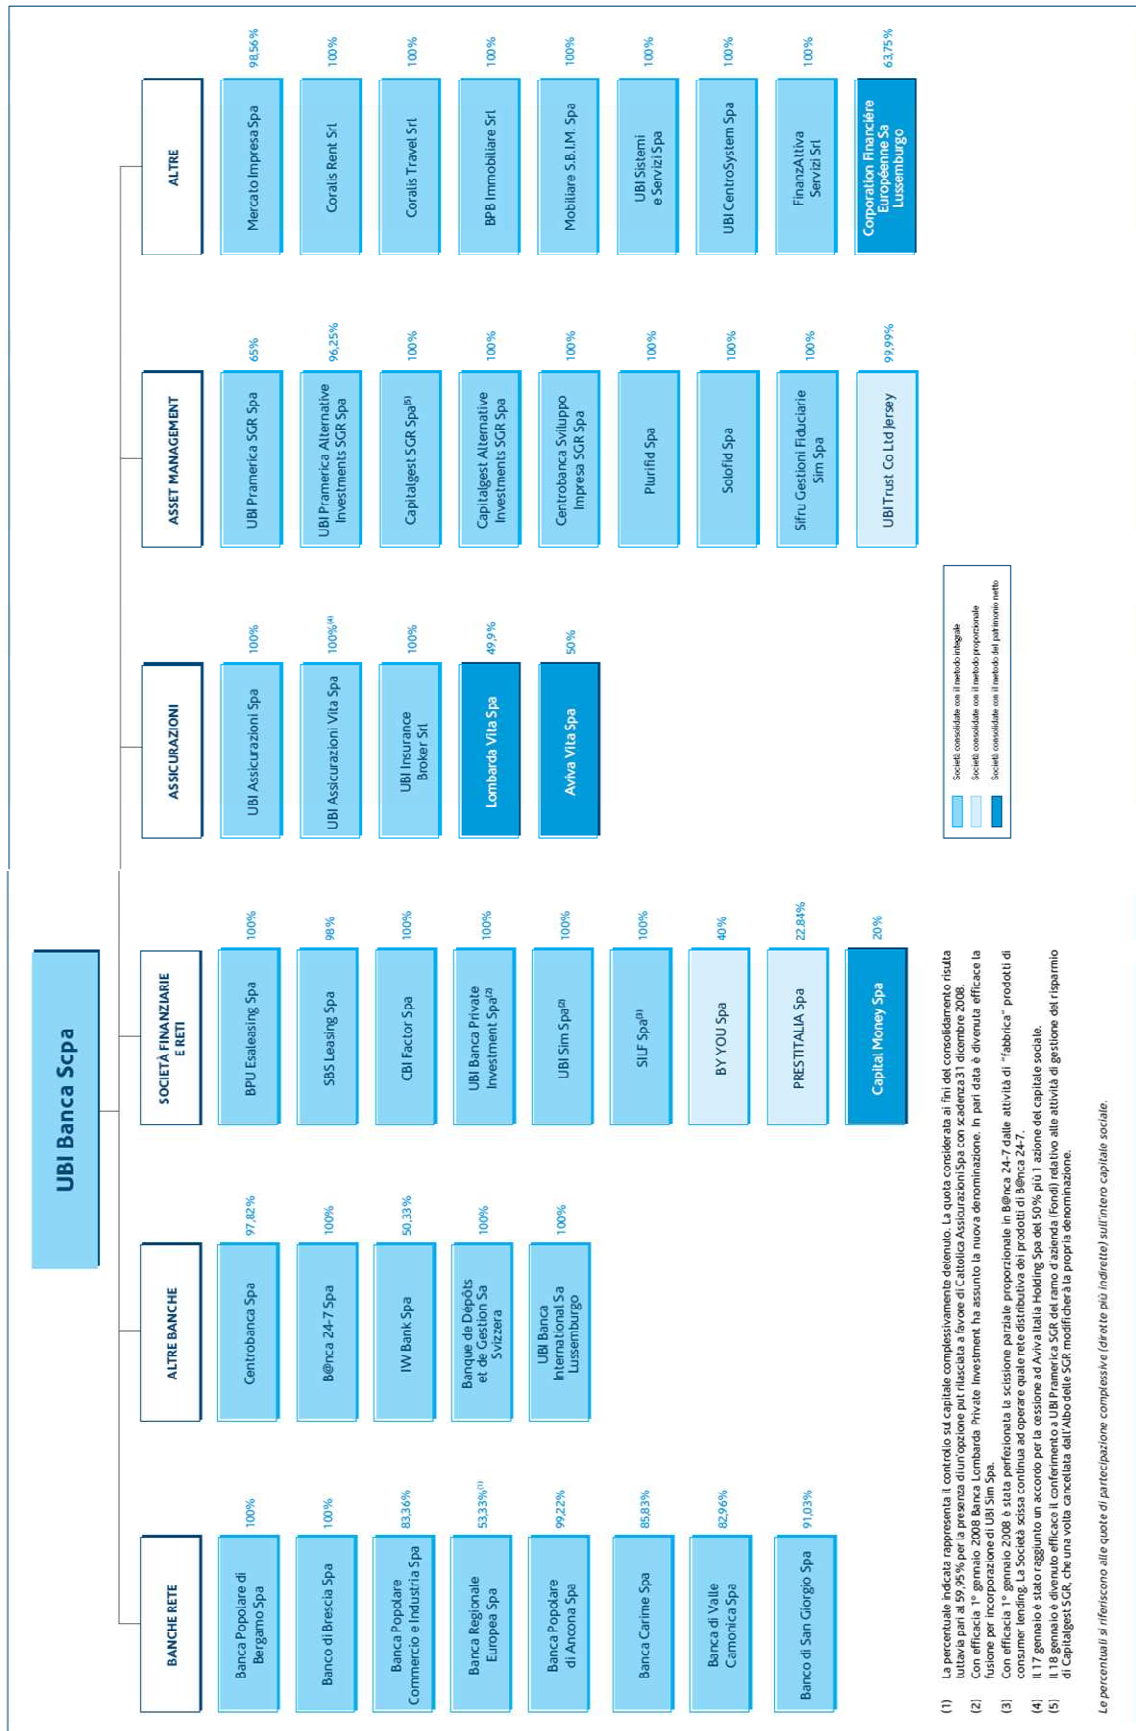 UBI Banca Scpa
BANCHE RETE
Banca Popolare di
Bergamo Spa
100%
Banco di Brescia Spa
100%
Banca Popolare
Commercio e Industria Spa
83,36%
Banca Regionale
Europea Spa
53,33%(1)
Banca Popolare
di Ancona Spa
99,22%
Banca Carime Spa
85,83%
Banca di Valle
Camonica Spa
82,96%
Banco di San Giorgio Spa
91,03%
ALTRE BANCHE
Centrobanca Spa
97,82%
B@nca 24-7 Spa
100%
IW Bank Spa
50,33%
Banque de Dépôts
et de Gestion Sa
Svizzera
100%
UBI Banca
International Sa
Lussemburgo
100%
SOCIETÀ FINANZIARIE
E RETI
BPU Esaleasing Spa
100%
SBS Leasing Spa
98%
CBI Factor Spa
100%
UBI Banca Private
Investment Spa(2)
100%
UBI Sim Spa(2)
100%
SILF Spa(3)
100%
BY YOU Spa
40%
PRESTITALIA Spa
22,84%
Capital Money Spa
20%
ASSICURAZIONI
UBI Assicurazioni Spa
100%
UBI Assicurazioni Vita Spa
100%(4)
UBI Insurance
Broker Srl
100%
Lombarda Vita Spa
49,9%
Aviva Vita Spa
50%
ASSET MANAGEMENT
UBI Pramerica SGR Spa
65%
UBI Pramerica Alternative
Investments SGR Spa
96,25%
Capitalgest SGR Spa(5)
100%
Capitalgest Alternative
Investments SGR Spa
100%
Centrobanca Sviluppo
Impresa SGR Spa
100%
Plurifid Spa
100%
Solofid Spa
100%
Sifru Gestioni Fiduciarie
Sim Spa
100%
UBI Trust Co Ltd Jersey
99,99%
ALTRE
Mercato Impresa Spa
98,56%
Coralis Rent Srl
100%
Coralis Travel Srl
100%
BPB Immobiliare Srl
100%
Mobiliare S.B.I.M. Spa
100%
UBI Sistemi
e Servizi Spa
100%
UBI CentroSystem Spa
100%
FinanzAttiva
Servizi Srl
100%
Corporation Financiére
Européenne Sa
Lussemburgo
63,75%
Società consolidate con il metodo integrale
Società consolidate con il metodo proporzionale
Società consolidate con il metodo del patrimonio netto
(1) La percentuale indicata rappresenta il controllo sul capitale complessivamente detenuto. La quota considerata ai fini del consolidamento risulta
tuttavia pari al 59,95% per la presenza di un'opzione put rilasciata a favore di Cattolica Assicurazioni Spa con scadenza 31 dicembre 2008.
(2) Con efficacia 1° gennaio 2008 Banca Lombarda Private Investment ha assunto la nuova denominazione. In pari data è divenuta efficace la
fusione per incorporazione di UBI Sim Spa.
(3) Con efficacia 1° gennaio 2008 è stata perfezionata la scissione parziale proporzionale in B@nca 24-7 dalle attività di "fabbrica" prodotti di
consumer lending. La Società scissa continua ad operare quale rete distributiva dei prodotti di B@nca 24-7.
(4) Il 17 gennaio è stato raggiunto un accordo per la cessione ad Aviva Italia Holding Spa del 50% più 1 azione del capitale sociale.
(5) Il 18 gennaio è divenuto efficace il conferimento a UBI Pramerica SGR del ramo d'azienda (Fondi) relativo alle attività di gestione del risparmio
di Capitalgest SGR, che una volta cancellata dall'Albo delle SGR modificherà la propria denominazione.
Le percentuali si riferiscono alle quote di partecipazione complessive (dirette più indirette) sull'intero capitale sociale.